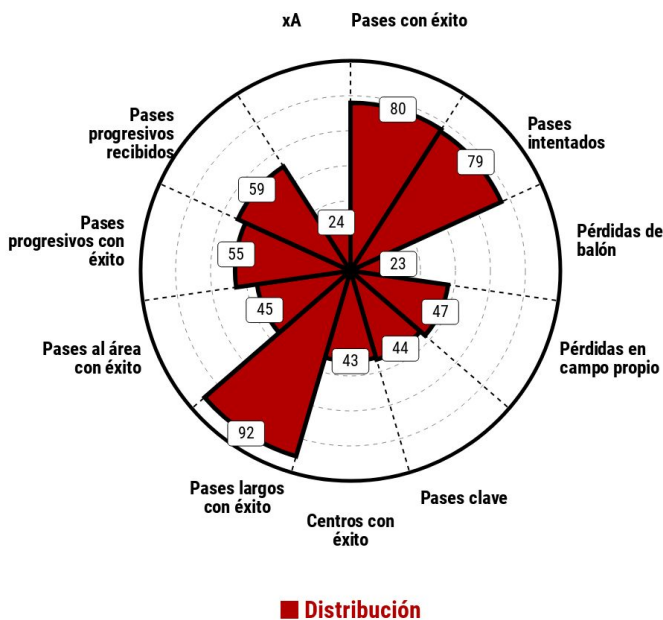 xA
Pases con éxito
80
Pases
intentados
79
Pérdidas de
balón
23
Pérdidas en
campo propio
47
Pases clave
44
Centros con
éxito
43
Pases largos
con éxito
92
Pases al área
con éxito
45
Pases
progresivos con
éxito
55
Pases
progresivos
recibidos
59
24
Distribución